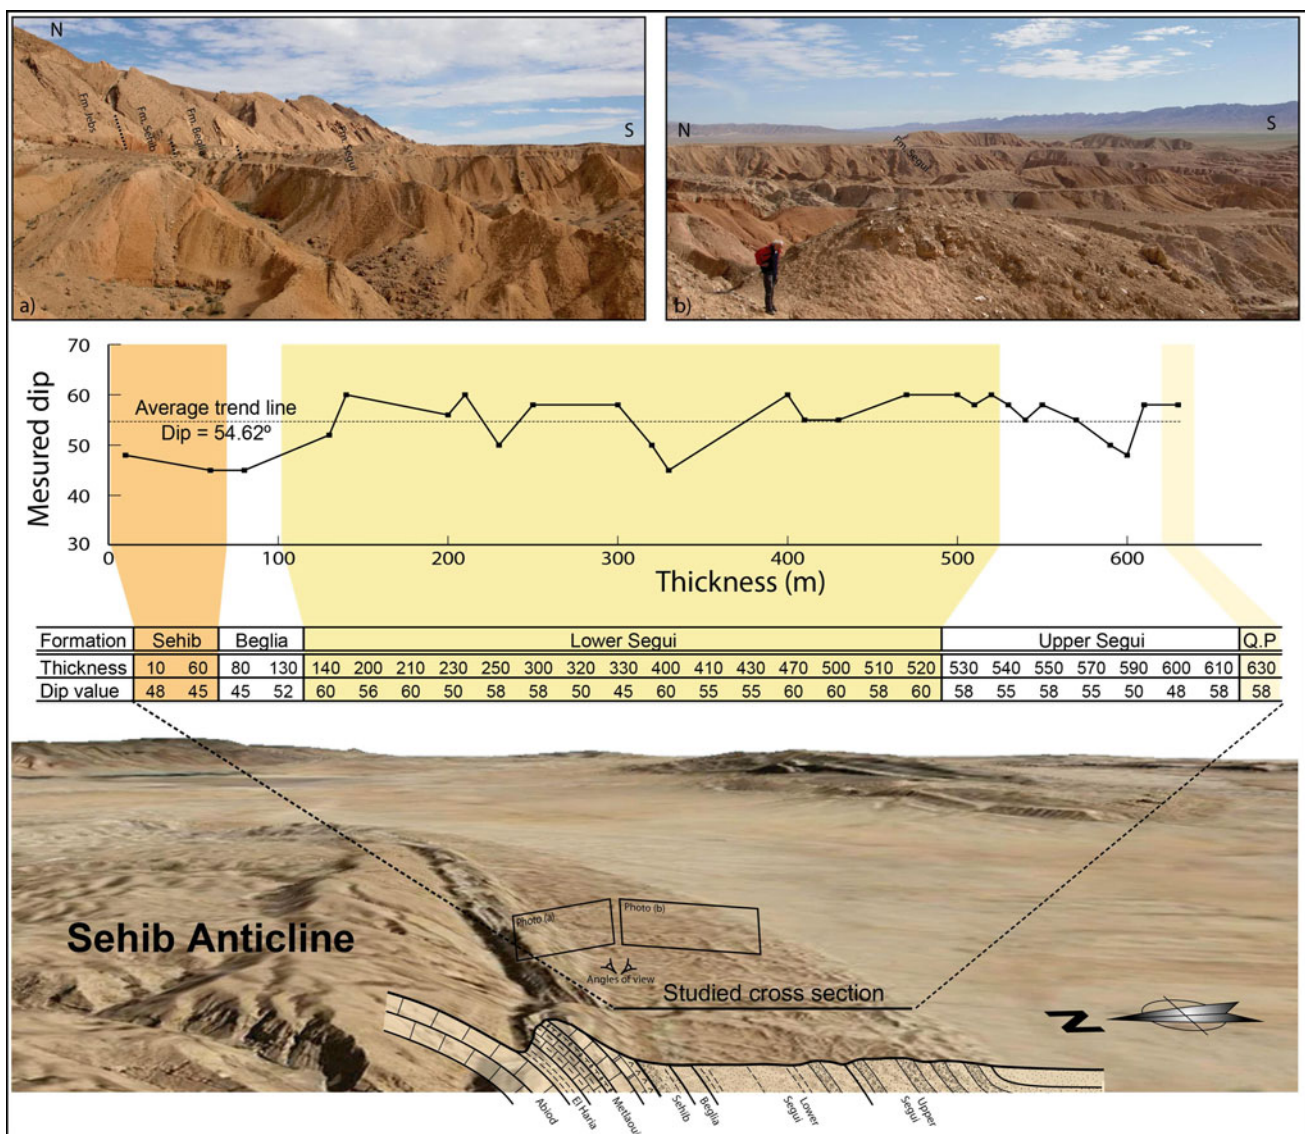 N
S
Fm. Jebs
Fm. Sehib
Fm. Beglia
Fm. Segui
a)
N
S
Fm. Segui
b)
Mesured dip
70
60
50
40
30
Average trend line
Dip = 54.62º
0 100 200 300 400 500 600
Thickness (m)
Formation Sehib Beglia Lower Segui Upper Segui Q.P
Thickness 10 60 80 130 140 200 210 230 250 300 320 330 400 410 430 470 500 510 520 530 540 550 570 590 600 610 630
Dip value 48 45 45 52 60 56 60 50 58 58 50 45 60 55 55 60 60 58 60 58 55 58 55 50 48 58 58
Photo (a)
Photo (b)
Sehib Anticline
Angles of view
Studied cross section
N
Abiod
El Haria
Metlaoui
Sehib
Beglia
Lower
Segui
Upper
Segui